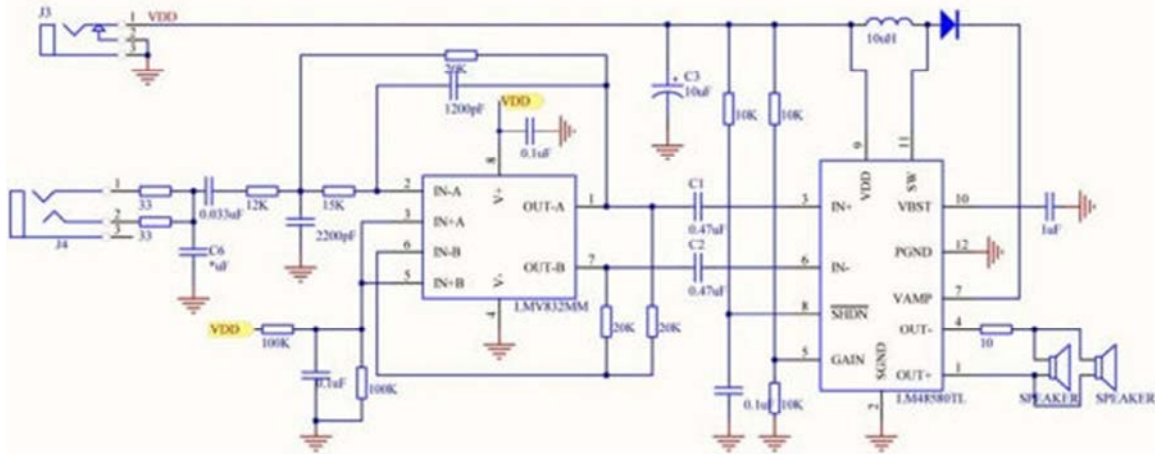 J3
1
VDD
2
3
20K
1200pF
VDD
0.1uF
8
C3
10uF
10K
10K
10uH
9
11
VDD
SW
J4
1
2
3
33
33
0.033uF
12K
15K
2200pF
C6
*uF
2
IN-A
3
IN+A
6
IN-B
5
IN+B
V+
V-
4
OUT-A
1
OUT-B
7
LMV832MM
C1
0.47uF
C2
0.47uF
20K
20K
VDD
100K
0.1uF
100K
3
IN+
6
IN-
8
SHDN
5
GAIN
SGND
2
VBST
10
1uF
PGND
12
VAMP
7
OUT-
4
10
OUT+
1
LM48580TL
SPEAKER
SPEAKER
0.1uF
10K